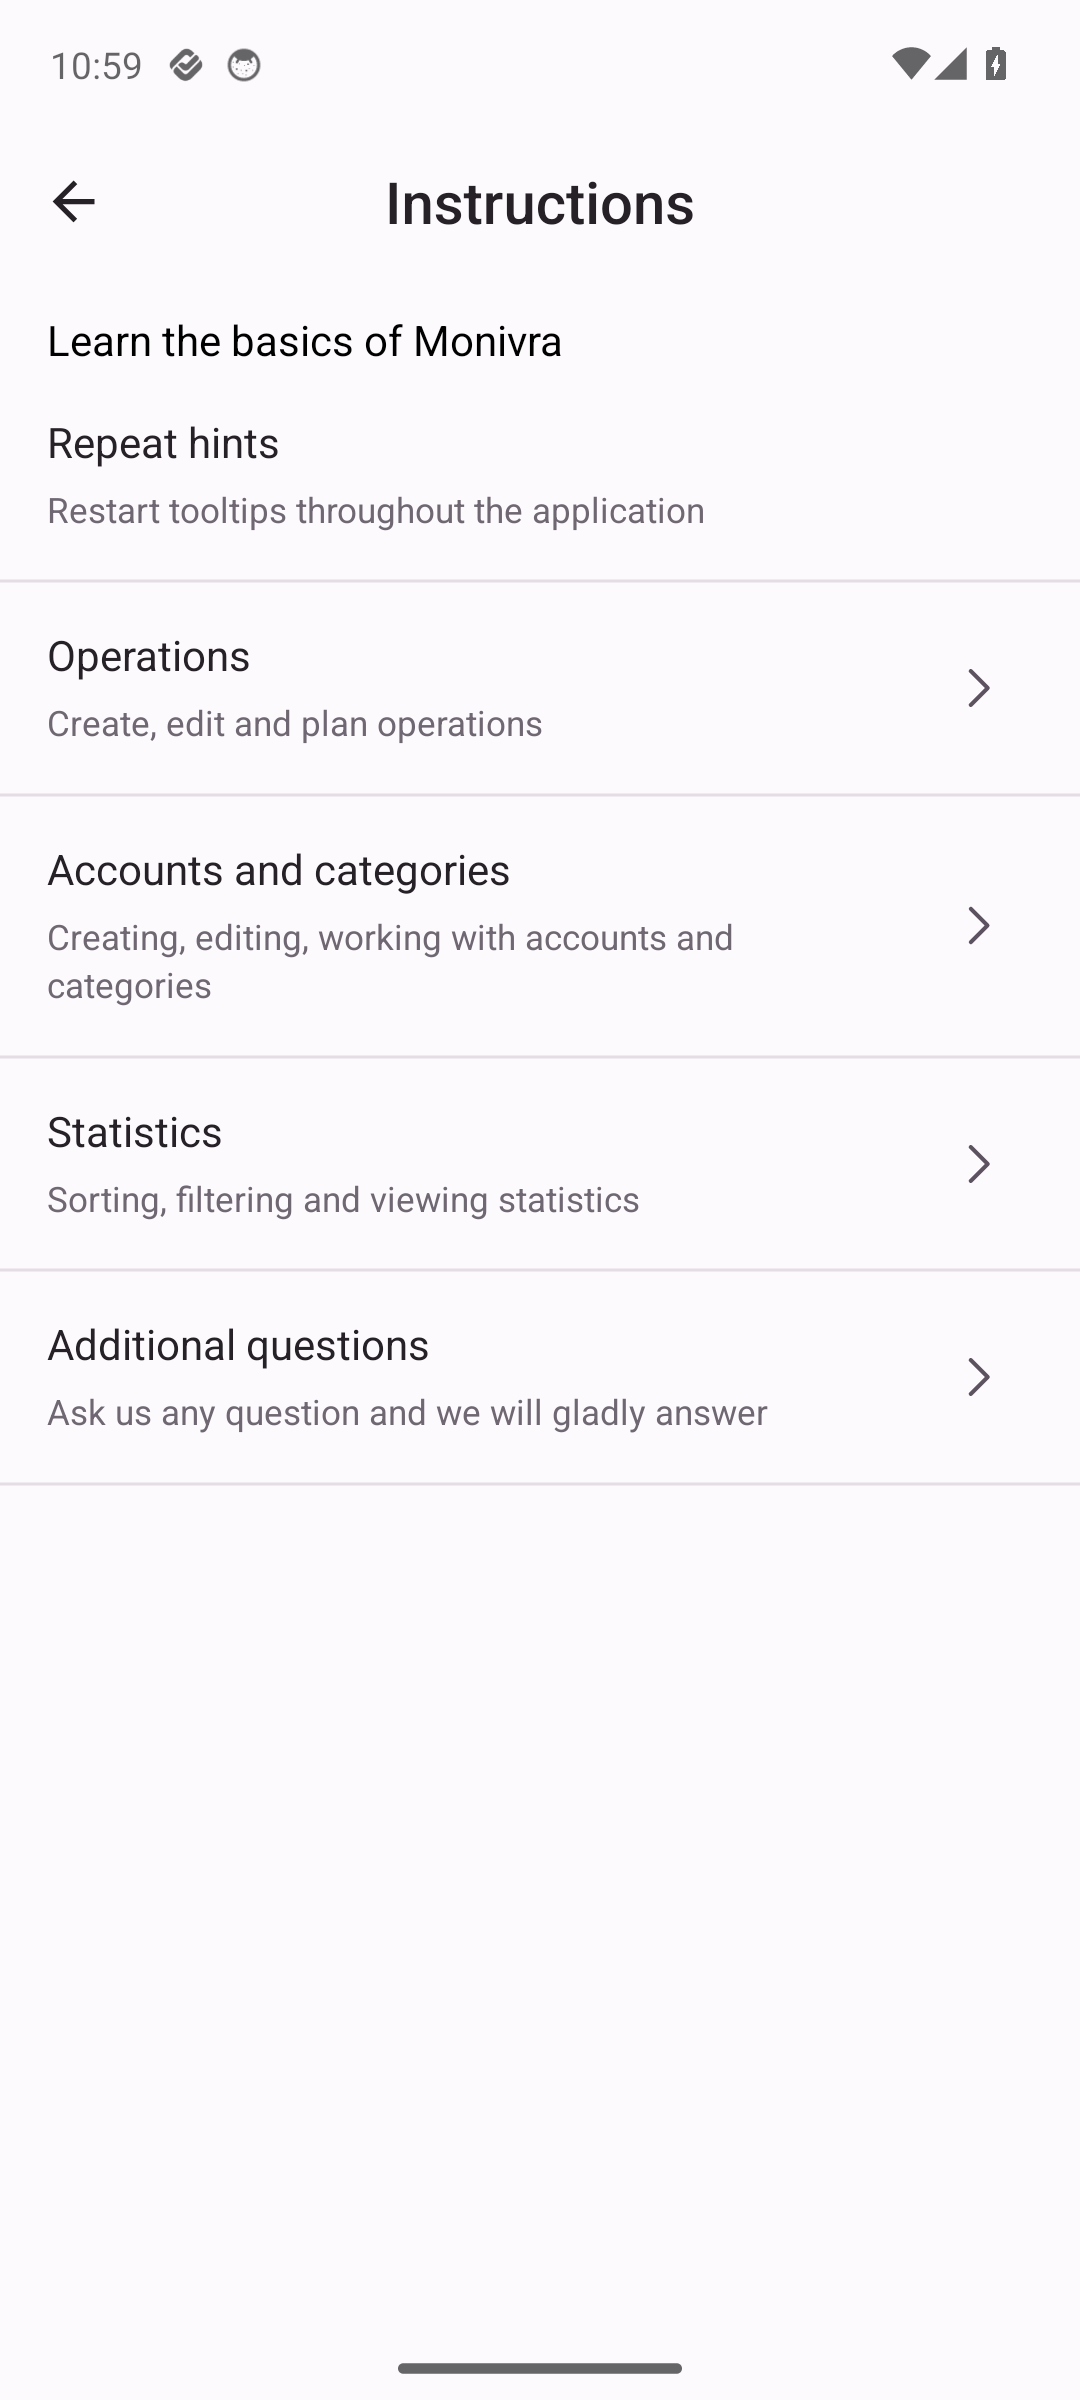 10:59
Instructions
Learn the basics of Monivra
Repeat hints
Restart tooltips throughout the application
Operations
Create, edit and plan operations
Accounts and categories
Creating, editing, working with accounts and
categories
Statistics
Sorting, filtering and viewing statistics
Additional questions
Ask us any question and we will gladly answer